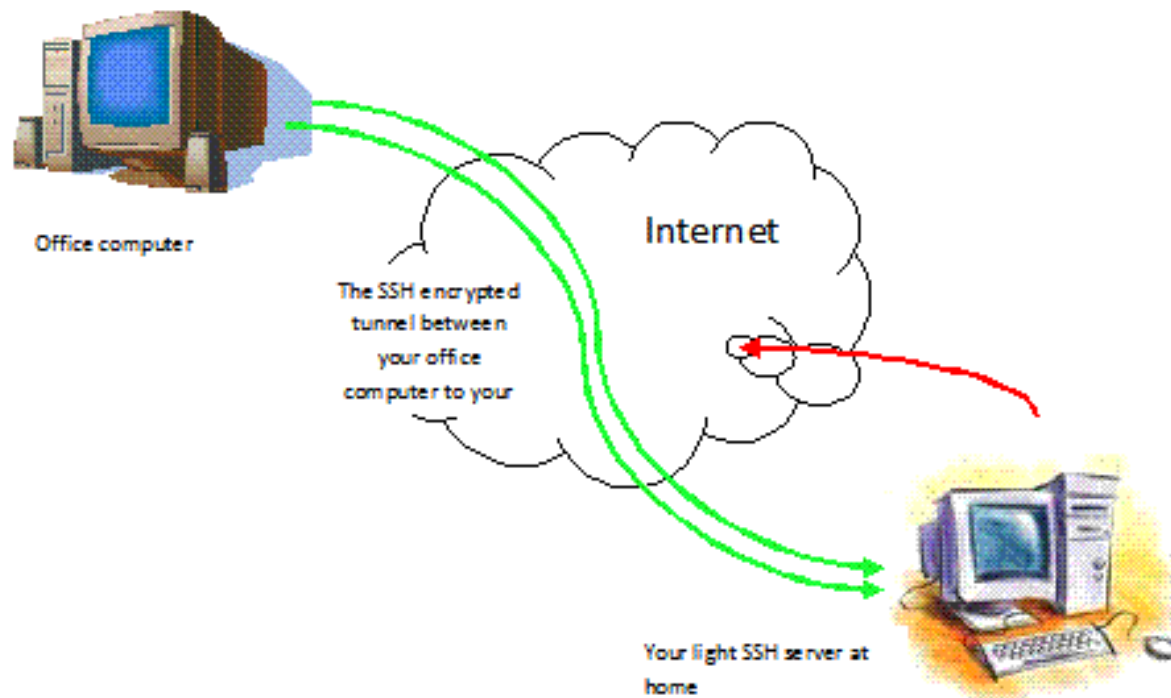 Office computer
Internet
The SSH encrypted
tunnel between
your office
computer to your
Your light SSH server at
home